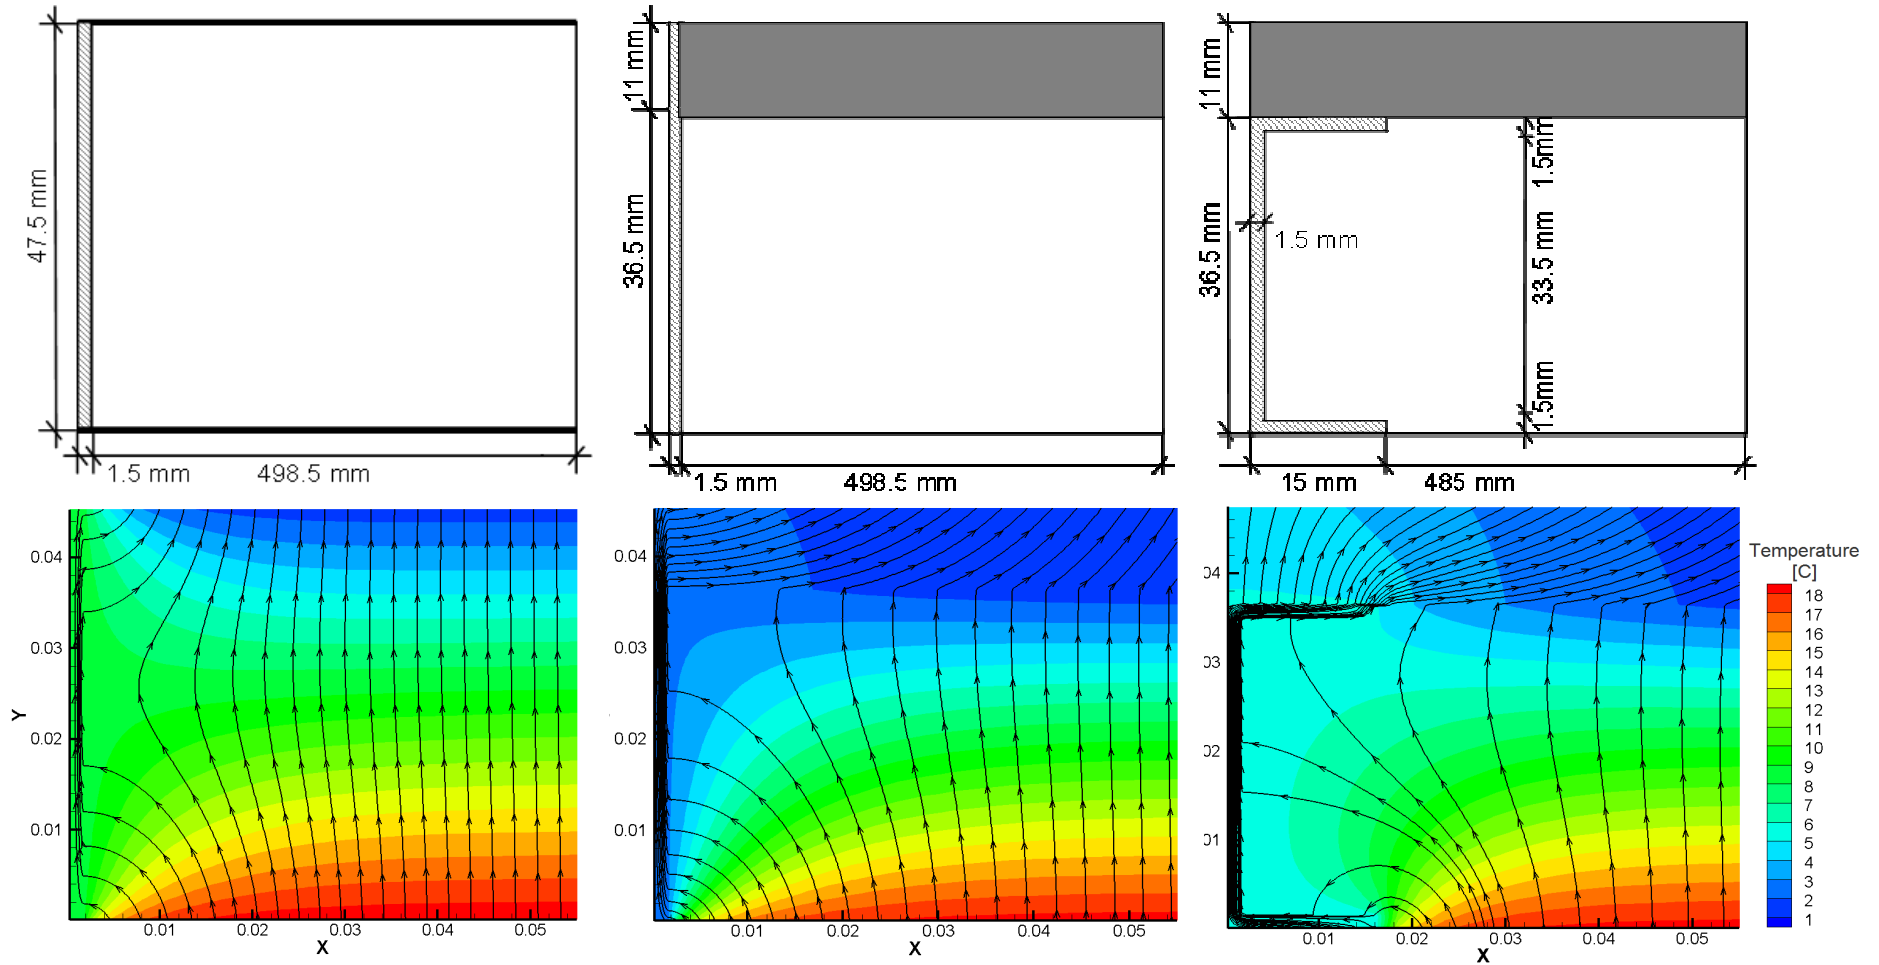 47.5 mm
1.5 mm 498.5 mm
11 mm
36.5 mm
1.5 mm 498.5 mm
11 mm
36.5 mm
1.5 mm
1.5mm
33.5 mm
1.5mm
15 mm 485 mm
0.04
0.03
0.02
0.01
Y
0.01 0.02 0.03 0.04 0.05
X
0.04
0.03
0.02
0.01
0.01 0.02 0.03 0.04 0.05
X
04
03
02
01
0.01 0.02 0.03 0.04 0.05
X
Temperature
[C]
18
17
16
15
14
13
12
11
10
9
8
7
6
5
4
3
2
1